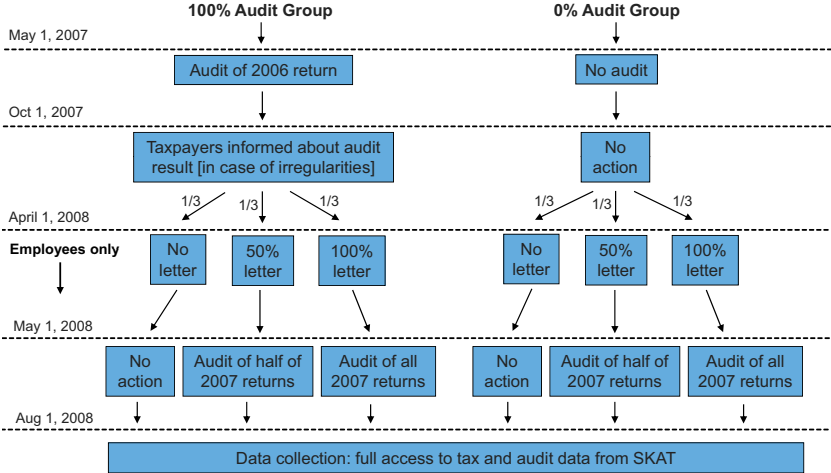 100% Audit Group
0% Audit Group
May 1, 2007
Audit of 2006 return
No audit
Oct 1, 2007
Taxpayers informed about audit
result [in case of irregularities]
No
action
1/3
1/3
1/3
1/3
1/3
1/3
April 1, 2008
Employees only
No
letter
50%
letter
100%
letter
No
letter
50%
letter
100%
letter
May 1, 2008
No
action
Audit of half of
2007 returns
Audit of all
2007 returns
No
action
Audit of half of
2007 returns
Audit of all
2007 returns
Aug 1, 2008
Data collection: full access to tax and audit data from SKAT